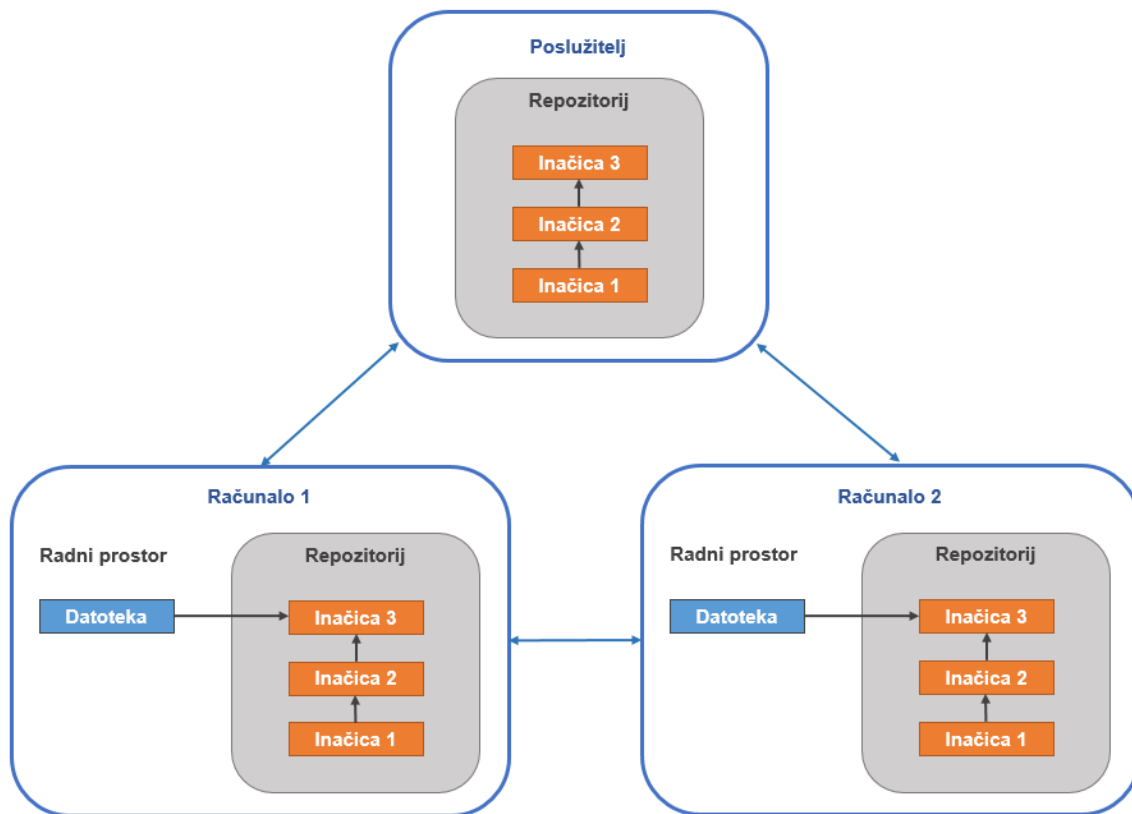 Poslužitelj
Repozitorij
Inačica 3
Inačica 2
Inačica 1
Računalo 1
Radni prostor
Repozitorij
Datoteka
Inačica 3
Inačica 2
Inačica 1
Računalo 2
Radni prostor
Repozitorij
Datoteka
Inačica 3
Inačica 2
Inačica 1